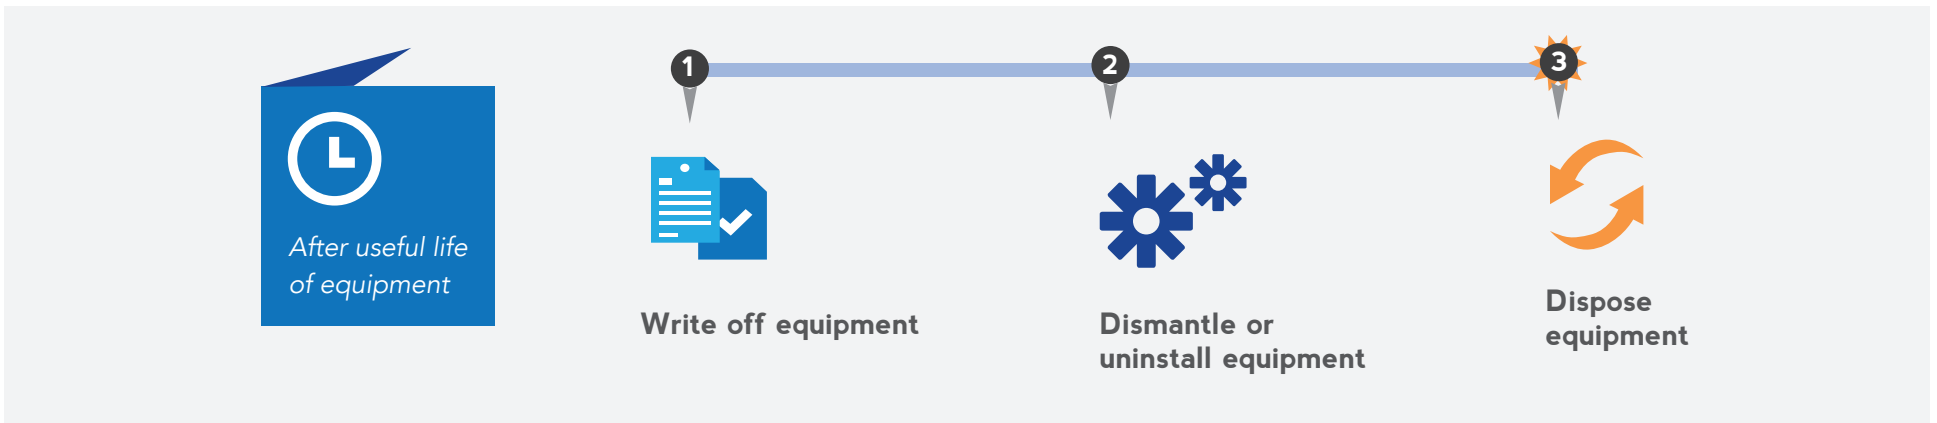 After useful life
of equipment
1
Write off equipment
2
Dismantle or
uninstall equipment
3
Dispose
equipment